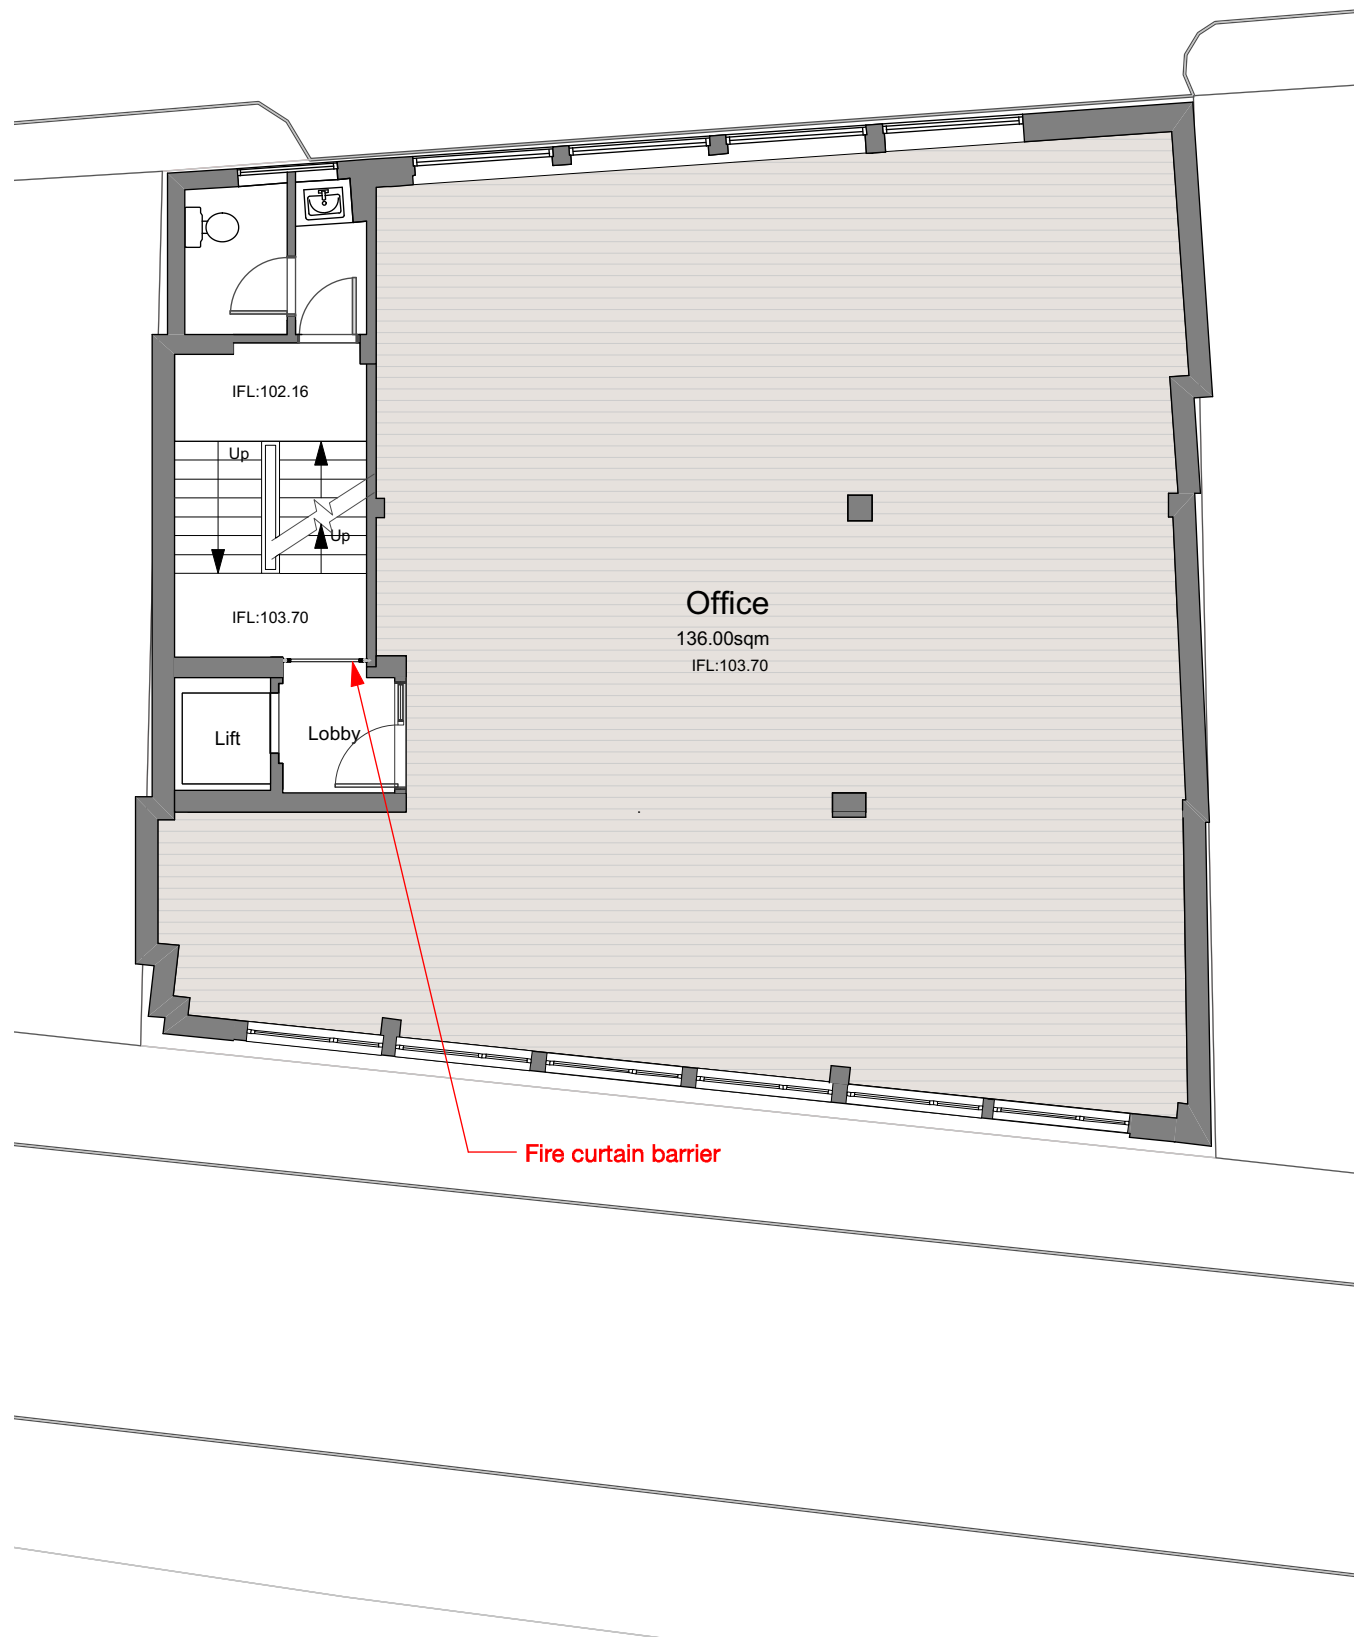 IFL:102.16
Up
Up
IFL:103.70
Office
136.00sqm
IFL:103.70
Lift
Lobby
Fire curtain barrier